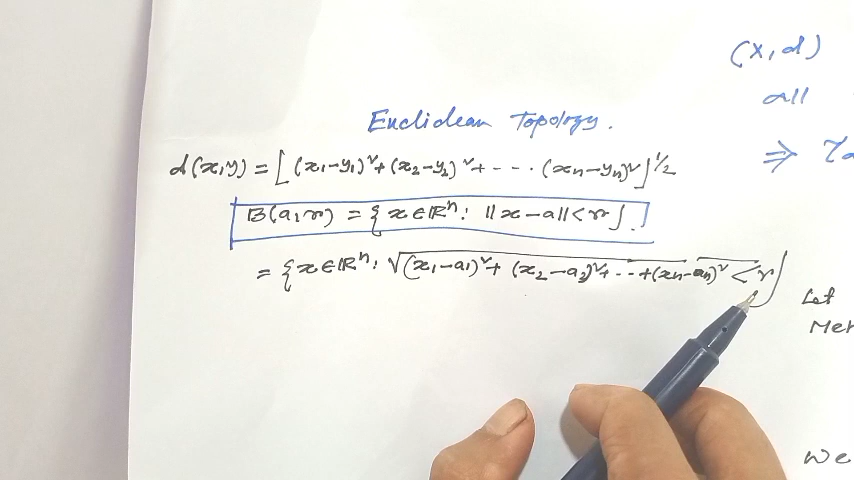 (X, d)
all
Euclidean Topology.
⇒
d(x,y) = [(x₁-y₁)²+(x₂-y₂)²+---·(xn-yn)²]^1/2
B(a,r) = {x∈ℝⁿ: ||x-a||<r}.
= {x∈ℝⁿ: √(x₁-a₁)²+(x₂-a₂)²+--+(xn-an)² <r}
Let
We